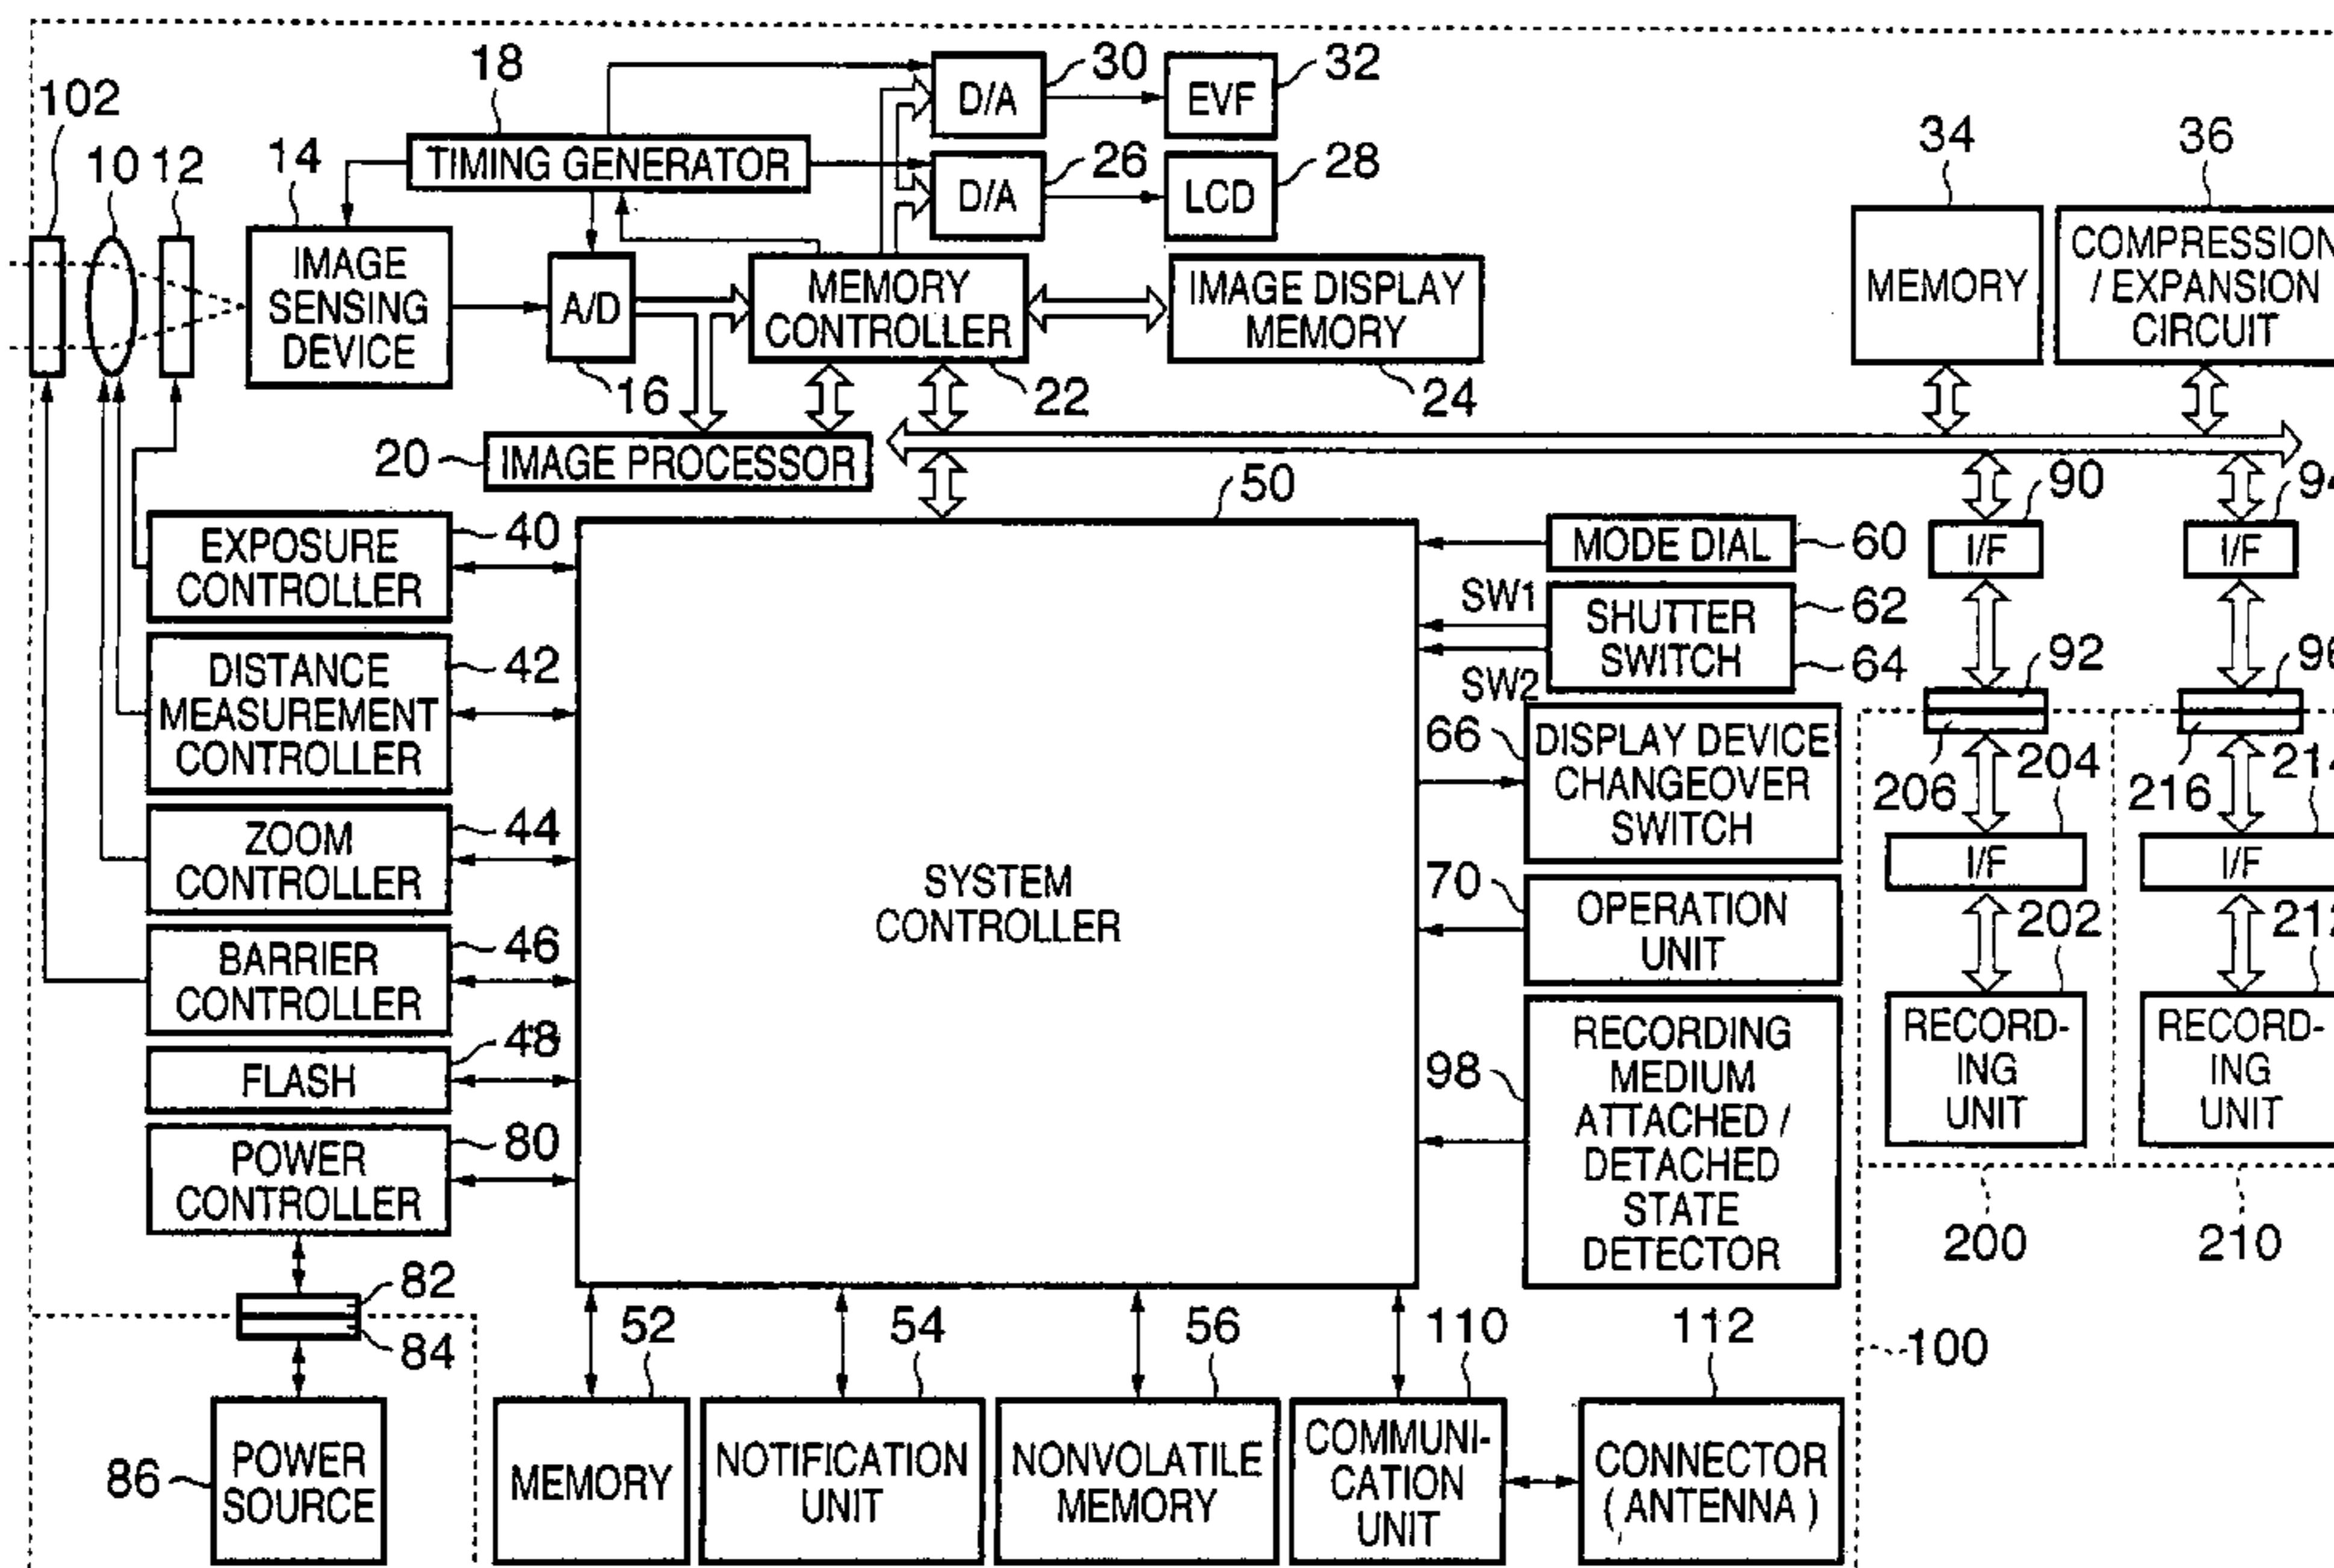 18
30
32
102
D/A
EVF
10
12
14
TIMING GENERATOR
26
28
34
36
D/A
LCD
IMAGE
SENSING
DEVICE
A/D
MEMORY
CONTROLLER
IMAGE DISPLAY
MEMORY
MEMORY
COMPRESSION
/ EXPANSION
CIRCUIT
16
22
24
20
IMAGE PROCESSOR
50
90
94
EXPOSURE
CONTROLLER
40
MODE DIAL
60
I/F
I/F
SW1
SHUTTER
SWITCH
62
64
SW2
DISTANCE
MEASUREMENT
CONTROLLER
42
92
96
66
DISPLAY DEVICE
CHANGEOVER
SWITCH
206
204
216
214
ZOOM
CONTROLLER
44
I/F
I/F
SYSTEM
CONTROLLER
70
OPERATION
UNIT
202
212
BARRIER
CONTROLLER
46
RECORD-
ING
UNIT
RECORD-
ING
UNIT
FLASH
48
98
RECORDING
MEDIUM
ATTACHED /
DETACHED
STATE
DETECTOR
POWER
CONTROLLER
80
200
210
82
84
52
54
56
110
112
100
86
POWER
SOURCE
MEMORY
NOTIFICATION
UNIT
NONVOLATILE
MEMORY
COMMUNI-
CATION
UNIT
CONNECTOR
( ANTENNA )